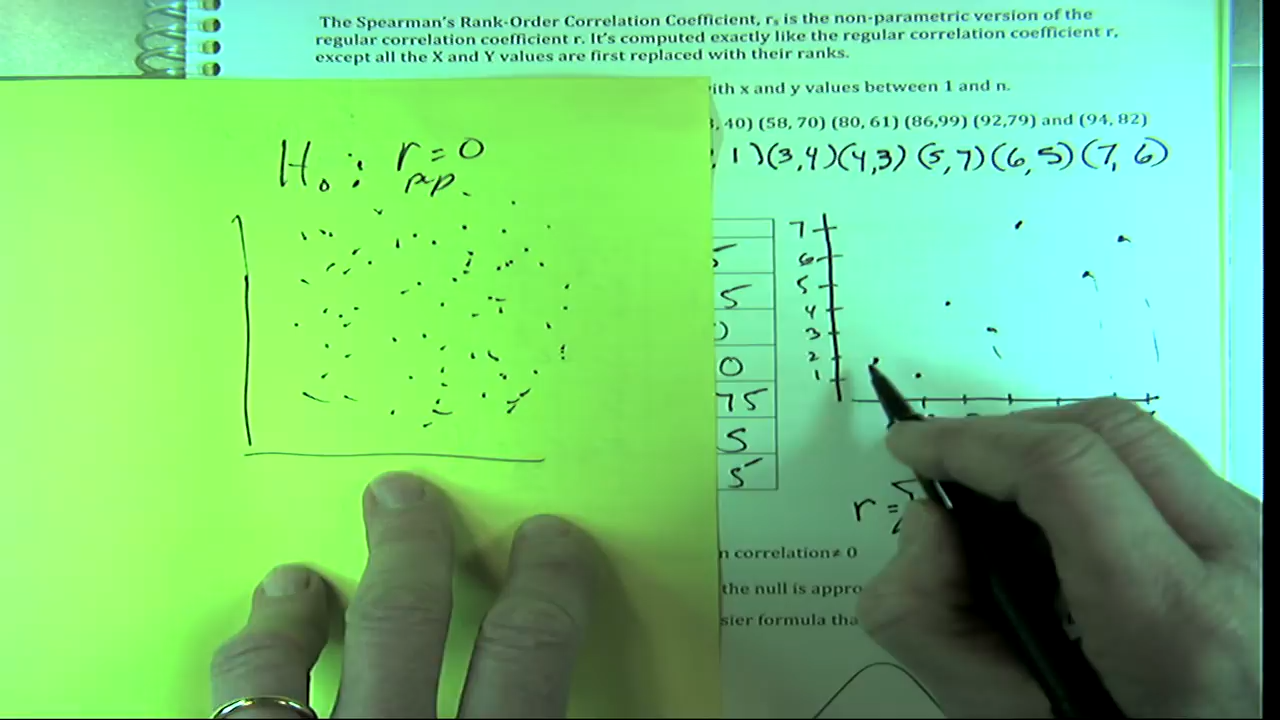 The Spearman's Rank-Order Correlation Coefficient, rs is the non-parametric version of the
regular correlation coefficient r. It's computed exactly like the regular correlation coefficient r,
except all the X and Y values are first replaced with their ranks.
ith x and y values between 1 and n.
, 40) (58, 70) (80, 61) (86,99) (92,79) and (94, 82)
, 1)(3,4)(4,3)(5,7)(6,5)(7,6)
H0: r = 0
pop.
7
6
5
4
3
2
1
5
5
0
0
75
5
5
r =
n correlation≠ 0
the null is appro
sier formula tha